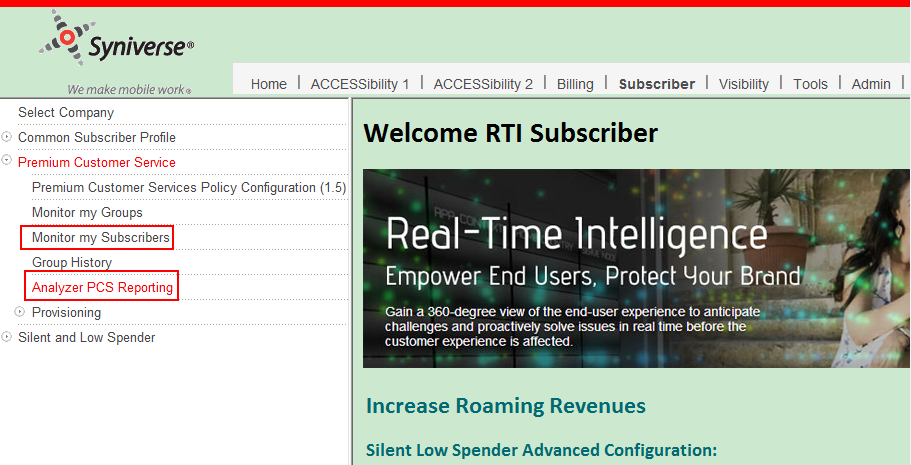 Syniverse®
We make mobile work®
Home | ACCESSibility 1 | ACCESSibility 2 | Billing | Subscriber | Visibility | Tools | Admin |
Select Company
Common Subscriber Profile
Premium Customer Service
Premium Customer Services Policy Configuration (1.5)
Monitor my Groups
Monitor my Subscribers
Group History
Analyzer PCS Reporting
Provisioning
Silent and Low Spender
Welcome RTI Subscriber
Real-Time Intelligence
Empower End Users, Protect Your Brand
Gain a 360-degree view of the end-user experience to anticipate
challenges and proactively solve issues in real time before the
customer experience is affected.
Increase Roaming Revenues
Silent Low Spender Advanced Configuration: